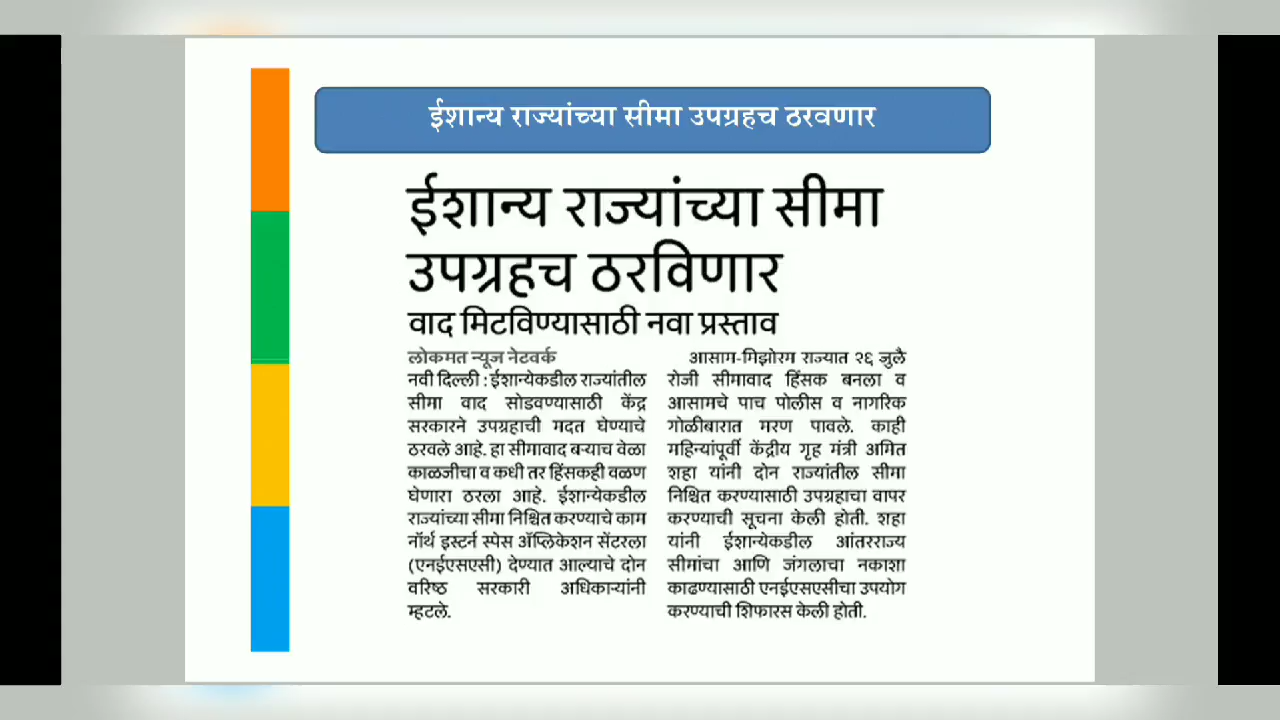 ईशान्य राज्यांच्या सीमा उपग्रहच ठरवणार
ईशान्य राज्यांच्या सीमा
उपग्रहच ठरविणार
वाद मिटविण्यासाठी नवा प्रस्ताव
लोकमत न्यूज नेटवर्क
नवी दिल्ली : ईशान्येकडील राज्यांतील
सीमा वाद सोडवण्यासाठी केंद्र
सरकारने उपग्रहाची मदत घेण्याचे
ठरवले आहे. हा सीमावाद बऱ्याच वेळा
काळजीचा व कधी तर हिंसकही वळण
घेणारा ठरला आहे. ईशान्येकडील
राज्यांच्या सीमा निश्चित करण्याचे काम
नॉर्थ इस्टर्न स्पेस ॲप्लिकेशन सेंटरला
(एनईएसएसी) देण्यात आल्याचे दोन
वरिष्ठ सरकारी अधिकाऱ्यांनी
म्हटले.
आसाम-मिझोरम राज्यात २६ जुलै
रोजी सीमावाद हिंसक बनला व
आसामचे पाच पोलीस व नागरिक
गोळीबारात मरण पावले. काही
महिन्यांपूर्वी केंद्रीय गृह मंत्री अमित
शहा यांनी दोन राज्यांतील सीमा
निश्चित करण्यासाठी उपग्रहाचा वापर
करण्याची सूचना केली होती. शहा
यांनी ईशान्येकडील आंतरराज्य
सीमांचा आणि जंगलाचा नकाशा
काढण्यासाठी एनईएसएसीचा उपयोग
करण्याची शिफारस केली होती.